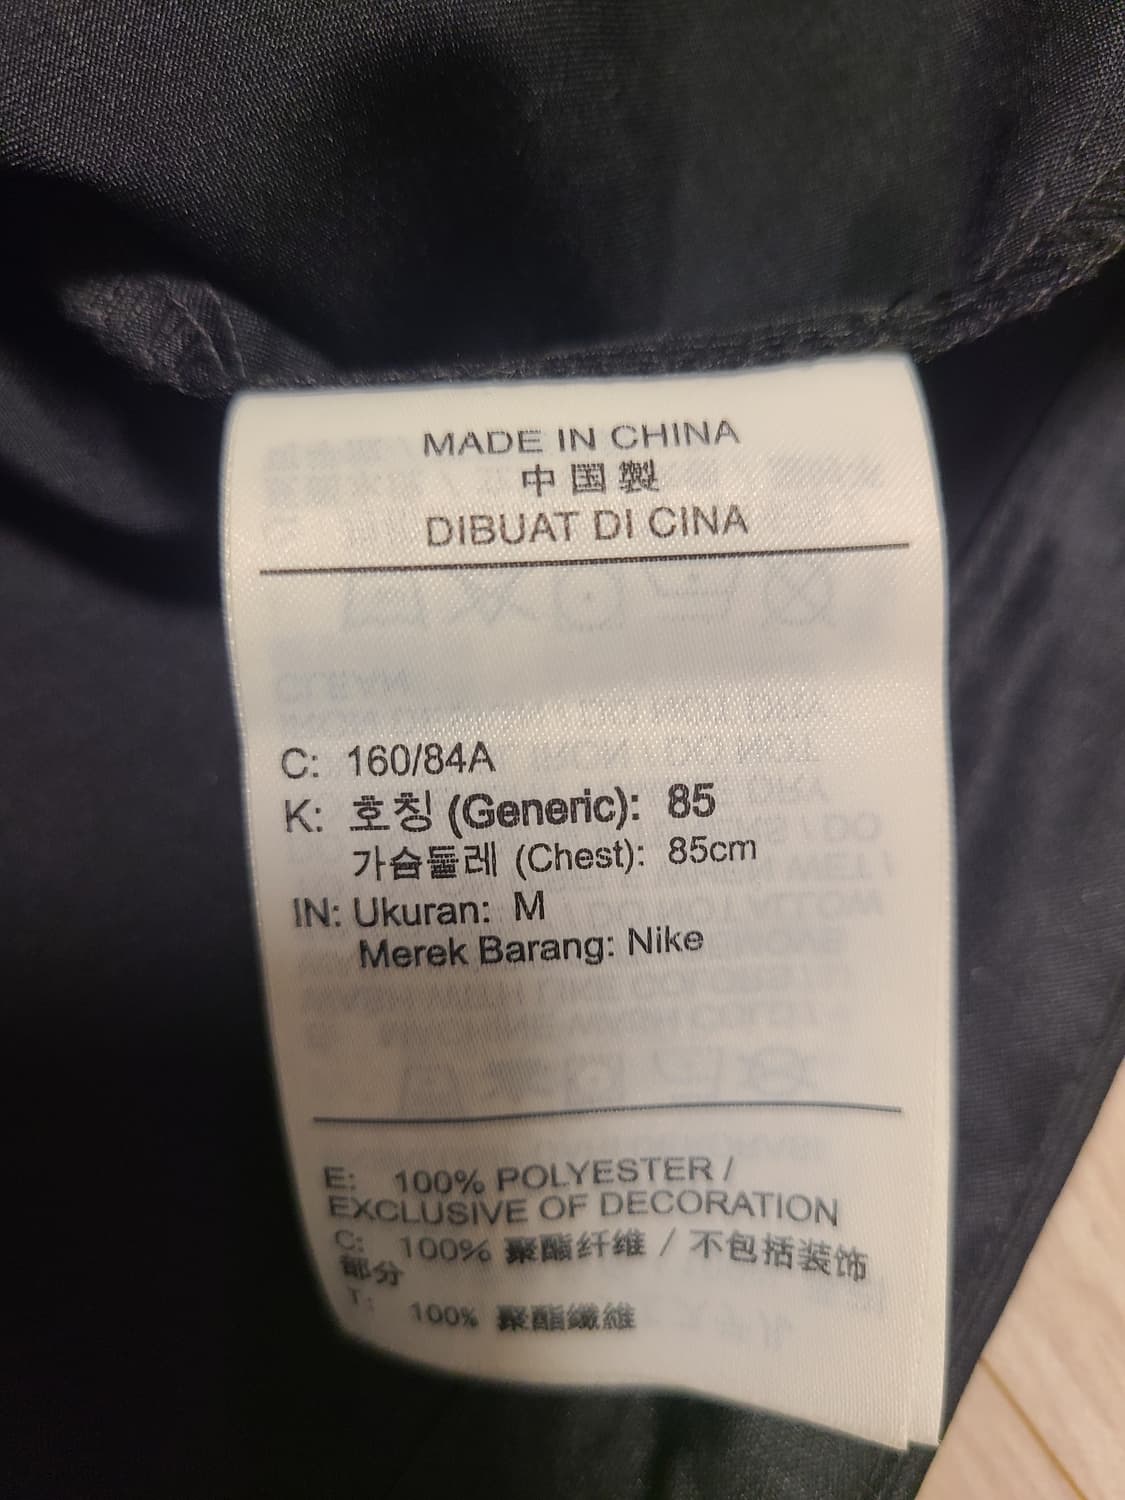 MADE IN CHINA
中国製
DIBUAT DI CINA
C: 160/84A
K: 호칭 (Generic): 85
가슴둘레 (Chest): 85cm
IN: Ukuran: M
Merek Barang: Nike
E: 100% POLYESTER /
EXCLUSIVE OF DECORATION
C: 100% 聚酯纤维 / 不包括装饰
部分
T: 100% 聚酯纖維